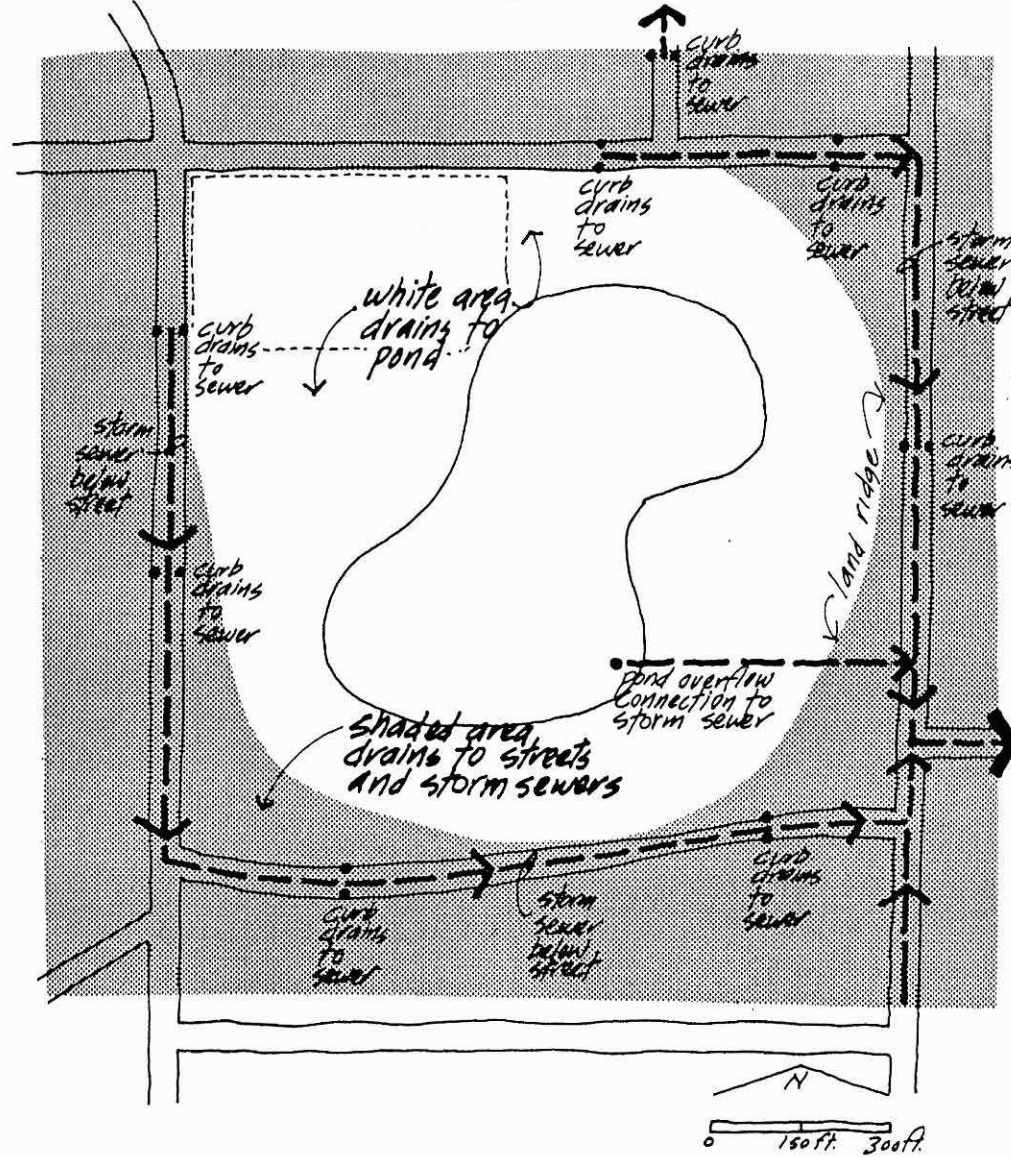 curb
drains
to
sewer
curb
drains
to
sewer
curb
drains
to
sewer
storm
sewer
below
street
white area
drains to
pond
curb
drains
to
sewer
storm
sewer
below
street
curb
drains
to
sewer
land ridge
curb
drains
to
sewer
pond overflow
Connection to
storm sewer
shaded area
drains to streets
and storm sewers
curb
drains
to
sewer
storm
sewer
below
street
curb
drains
to
sewer
N
0 150 ft. 300 ft.